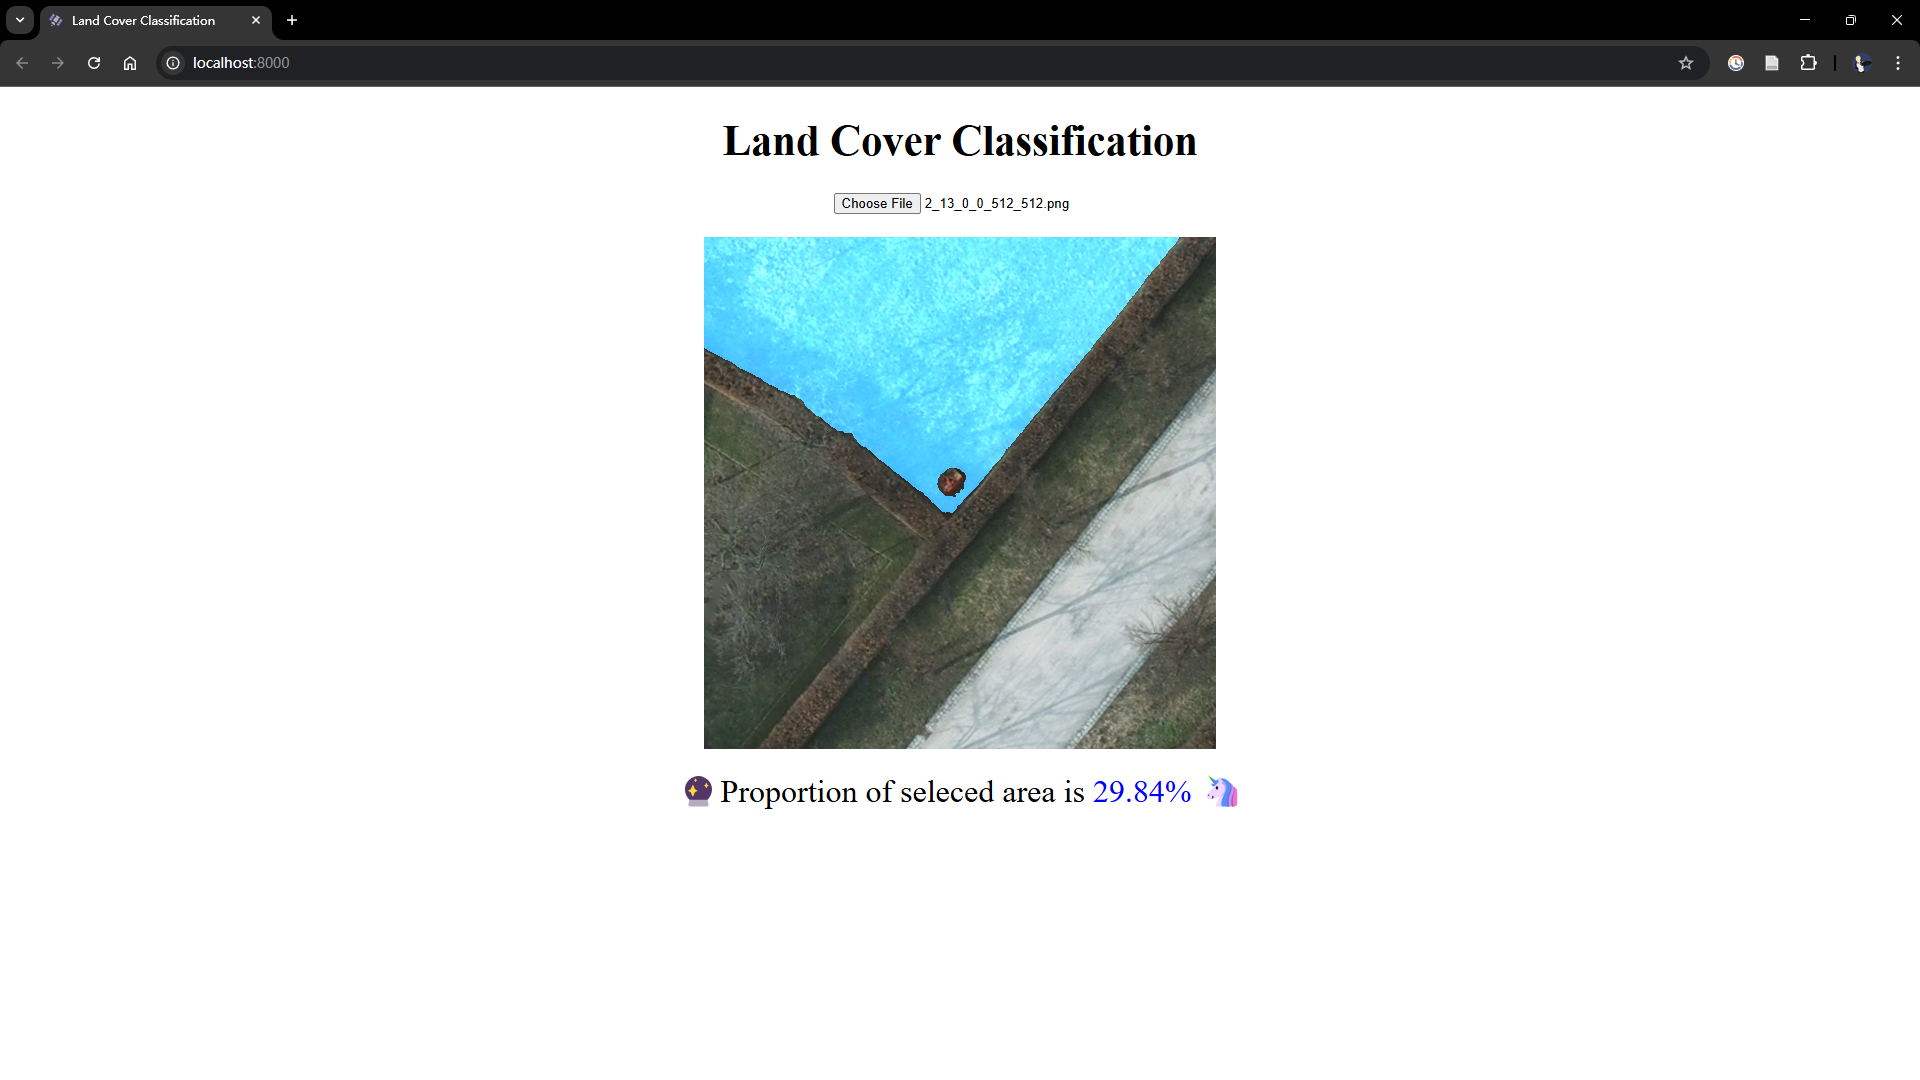 Land Cover Classification
localhost:8000
Land Cover Classification
Choose File 2_13_0_0_512_512.png
Proportion of seleced area is 29.84%